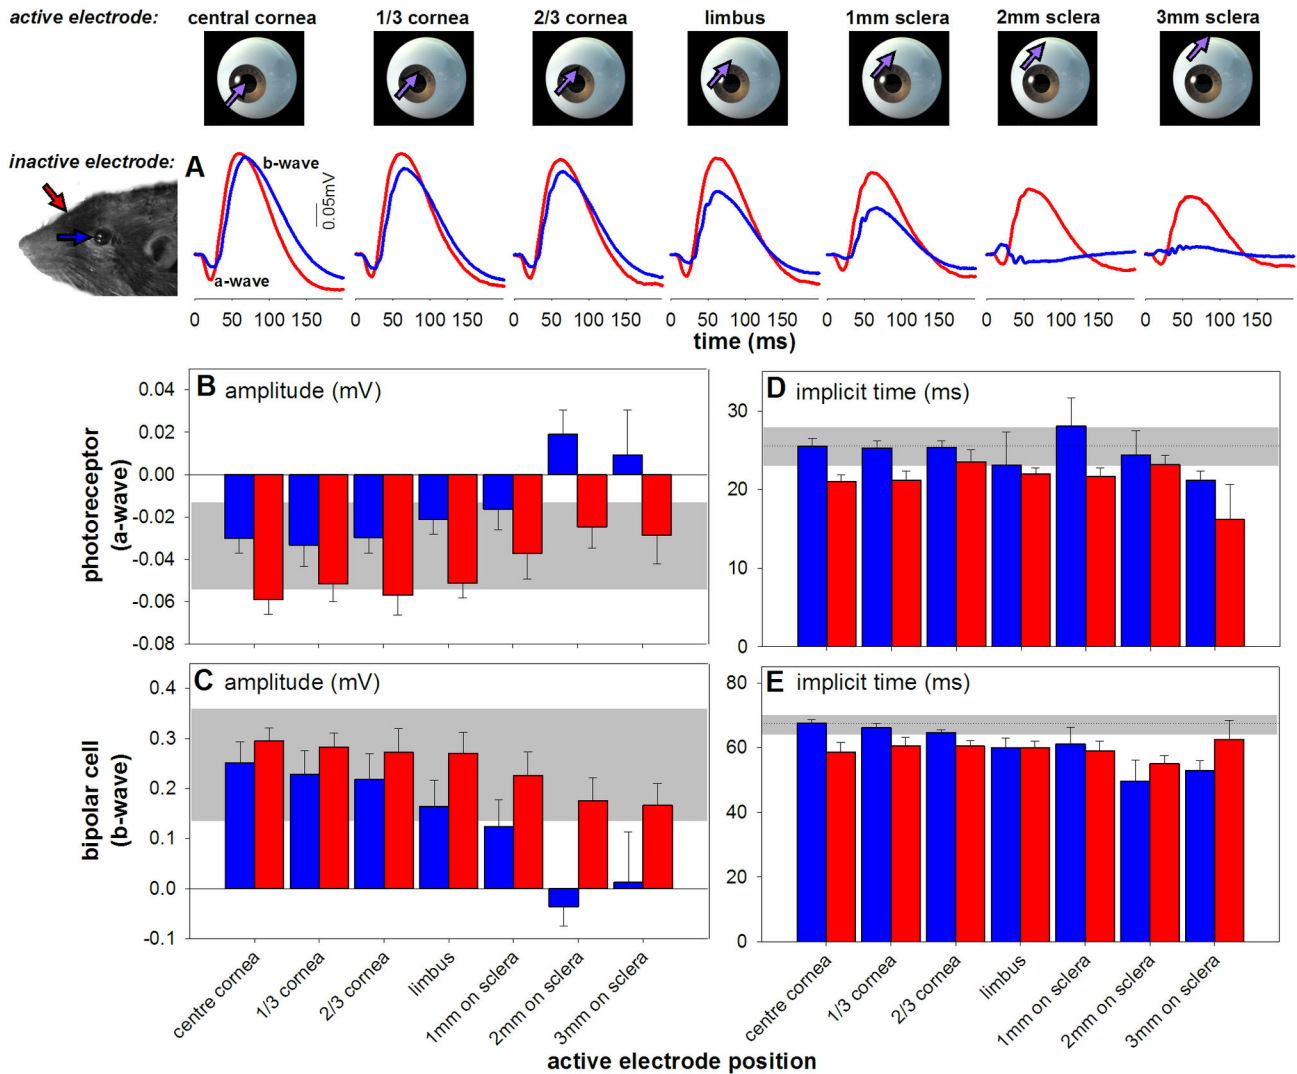 active electrode: central cornea 1/3 cornea 2/3 cornea limbus 1mm sclera 2mm sclera 3mm sclera
inactive electrode: A
b-wave
0.05mV
a-wave
0 50 100 150 0 50 100 150 0 50 100 150 0 50 100 150 0 50 100 150 0 50 100 150 0 50 100 150
time (ms)
B amplitude (mV)
photoreceptor
(a-wave)
0.04
0.02
0.00
-0.02
-0.04
-0.06
-0.08
D implicit time (ms)
30
20
10
0
C amplitude (mV)
bipolar cell
(b-wave)
0.4
0.3
0.2
0.1
0.0
-0.1
E implicit time (ms)
80
60
40
20
0
centre cornea
1/3 cornea
2/3 cornea
limbus
1mm on sclera
2mm on sclera
3mm on sclera
centre cornea
1/3 cornea
2/3 cornea
limbus
1mm on sclera
2mm on sclera
3mm on sclera
active electrode position